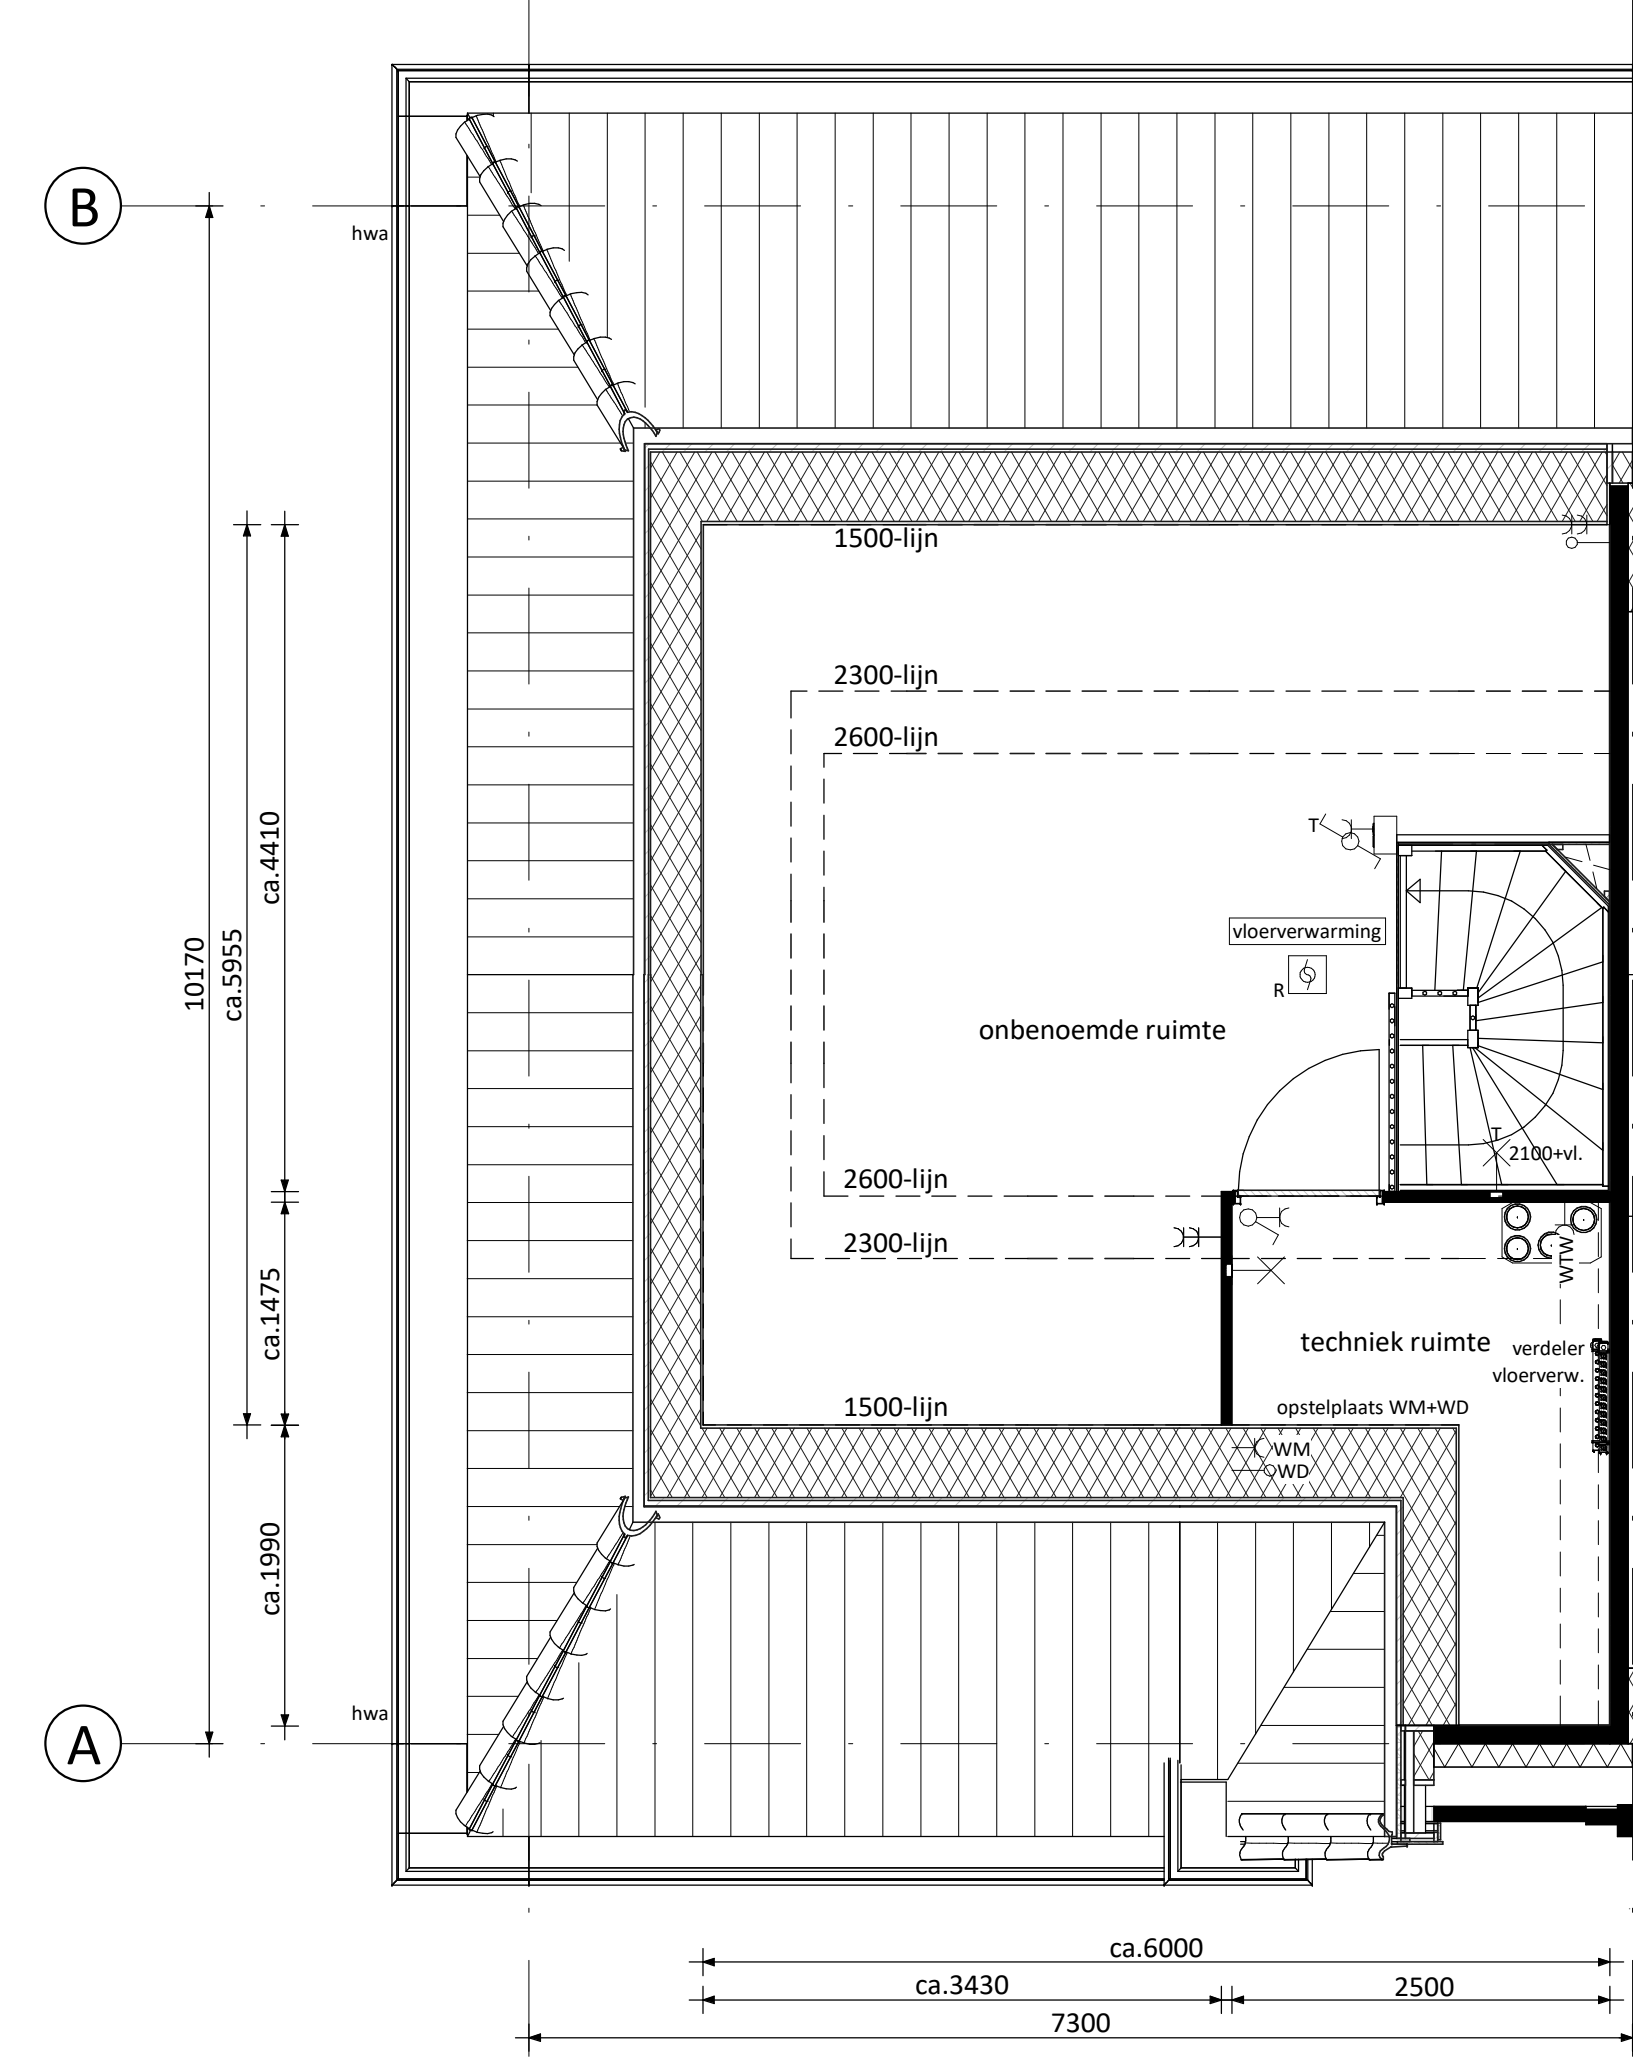 B
hwa
1500-lijn
2300-lijn
2600-lijn
T
ca.4410
10170
ca.5955
vloerverwarming
R
onbenoemde ruimte
T
2100+vl.
2600-lijn
2300-lijn
WTW
ca.1475
techniek ruimte
verdeler
vloerverw.
1500-lijn
opstelplaats WM+WD
WM
WD
ca.1990
hwa
A
ca.6000
ca.3430
2500
7300